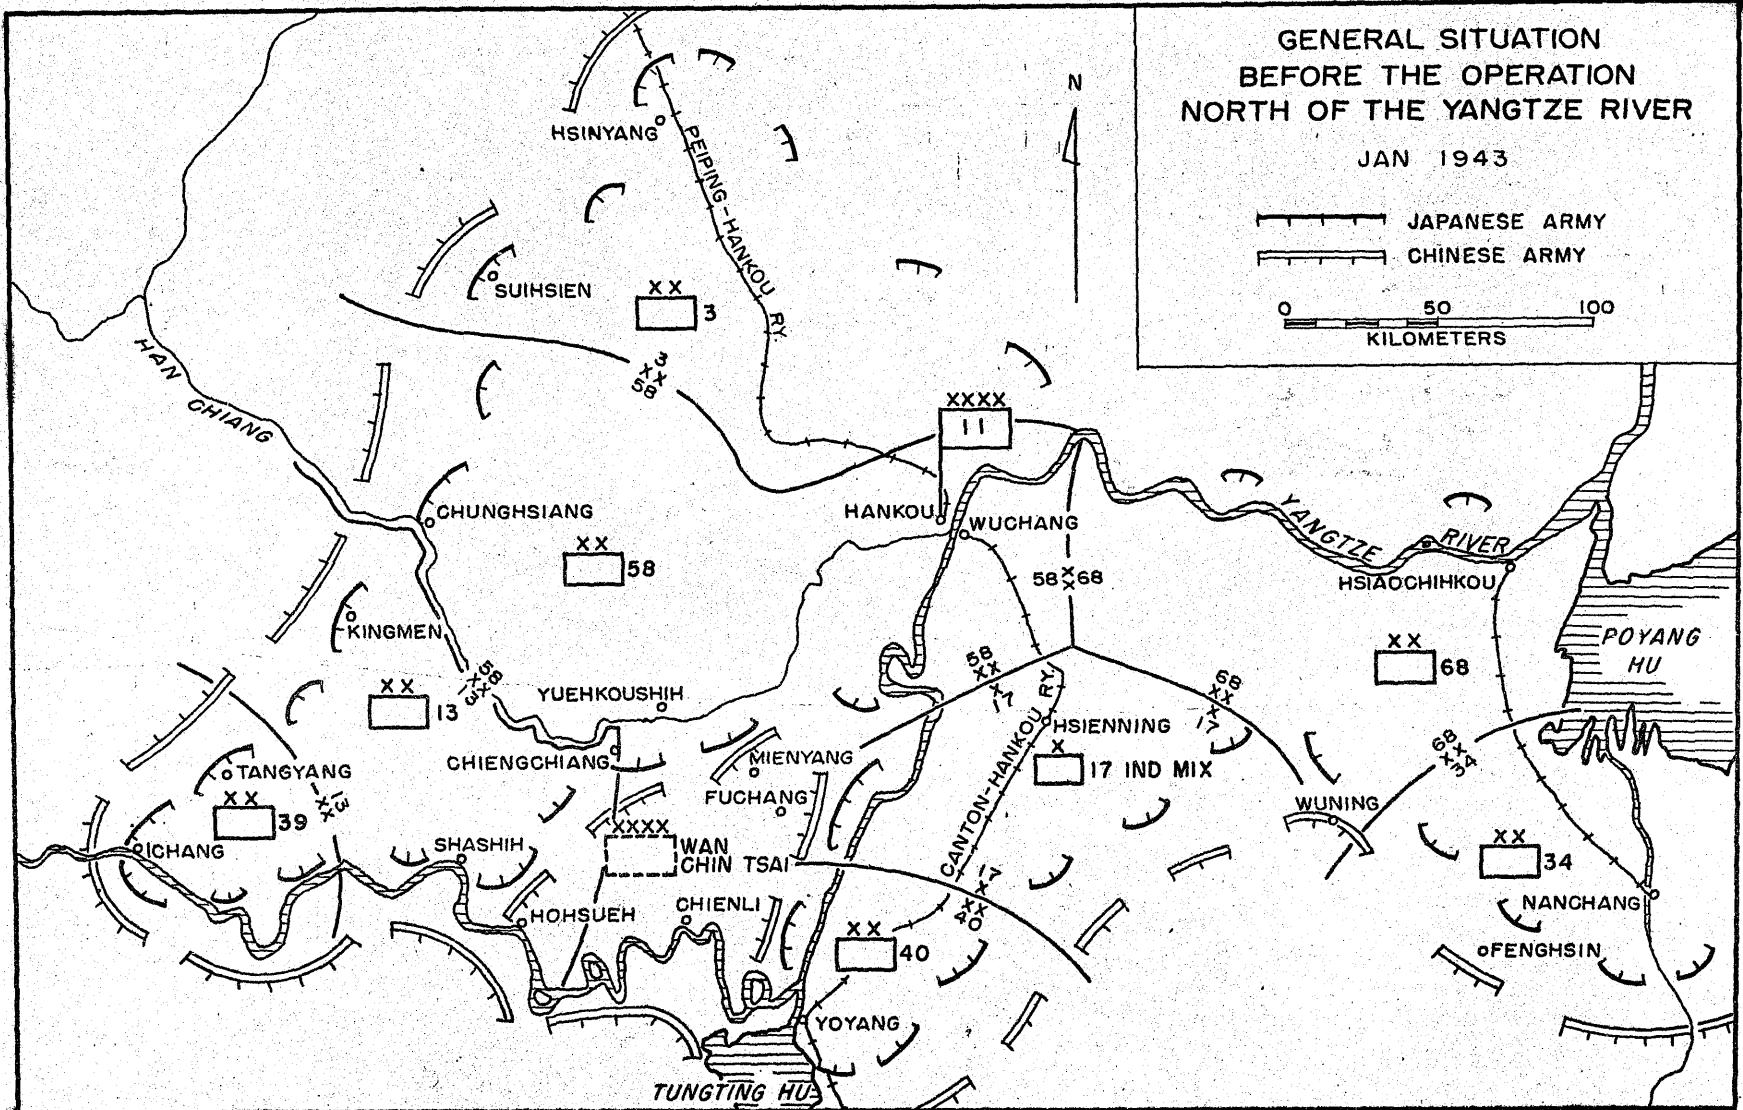 GENERAL SITUATION
BEFORE THE OPERATION
NORTH OF THE YANGTZE RIVER
JAN 1943
JAPANESE ARMY
CHINESE ARMY
0 50 100
KILOMETERS
N
HSINYANG
PEIPING-HANKOU RY.
SUIHSIEN
XX
3
3
XX
58
HAN CHIANG
XXXX
11
CHUNGHSIANG
HANKOU
WUCHANG
YANGTZE RIVER
HSIAOCHIHKOU
XX
58
58 XX 68
KINGMEN
58
XX
13
XX
13
YUEHKOUSHIH
58
XX
X
17
68
XX
X
17
XX
68
POYANG
HU
CANTON-HANKOU RY.
HSIENNING
X
17 IND MIX
CHIENGCHIANG
MIENYANG
FUCHANG
68
XX
XX
34
TANGYANG
XX
39
13
XX
ICHANG
SHASHIH
XXXX
WAN
CHIN TSAI
WUNING
XX
34
NANCHANG
FENGHSIN
HOHSUEH
CHIENLI
17
X
XX
40
XX
40
YOYANG
TUNGTING HU